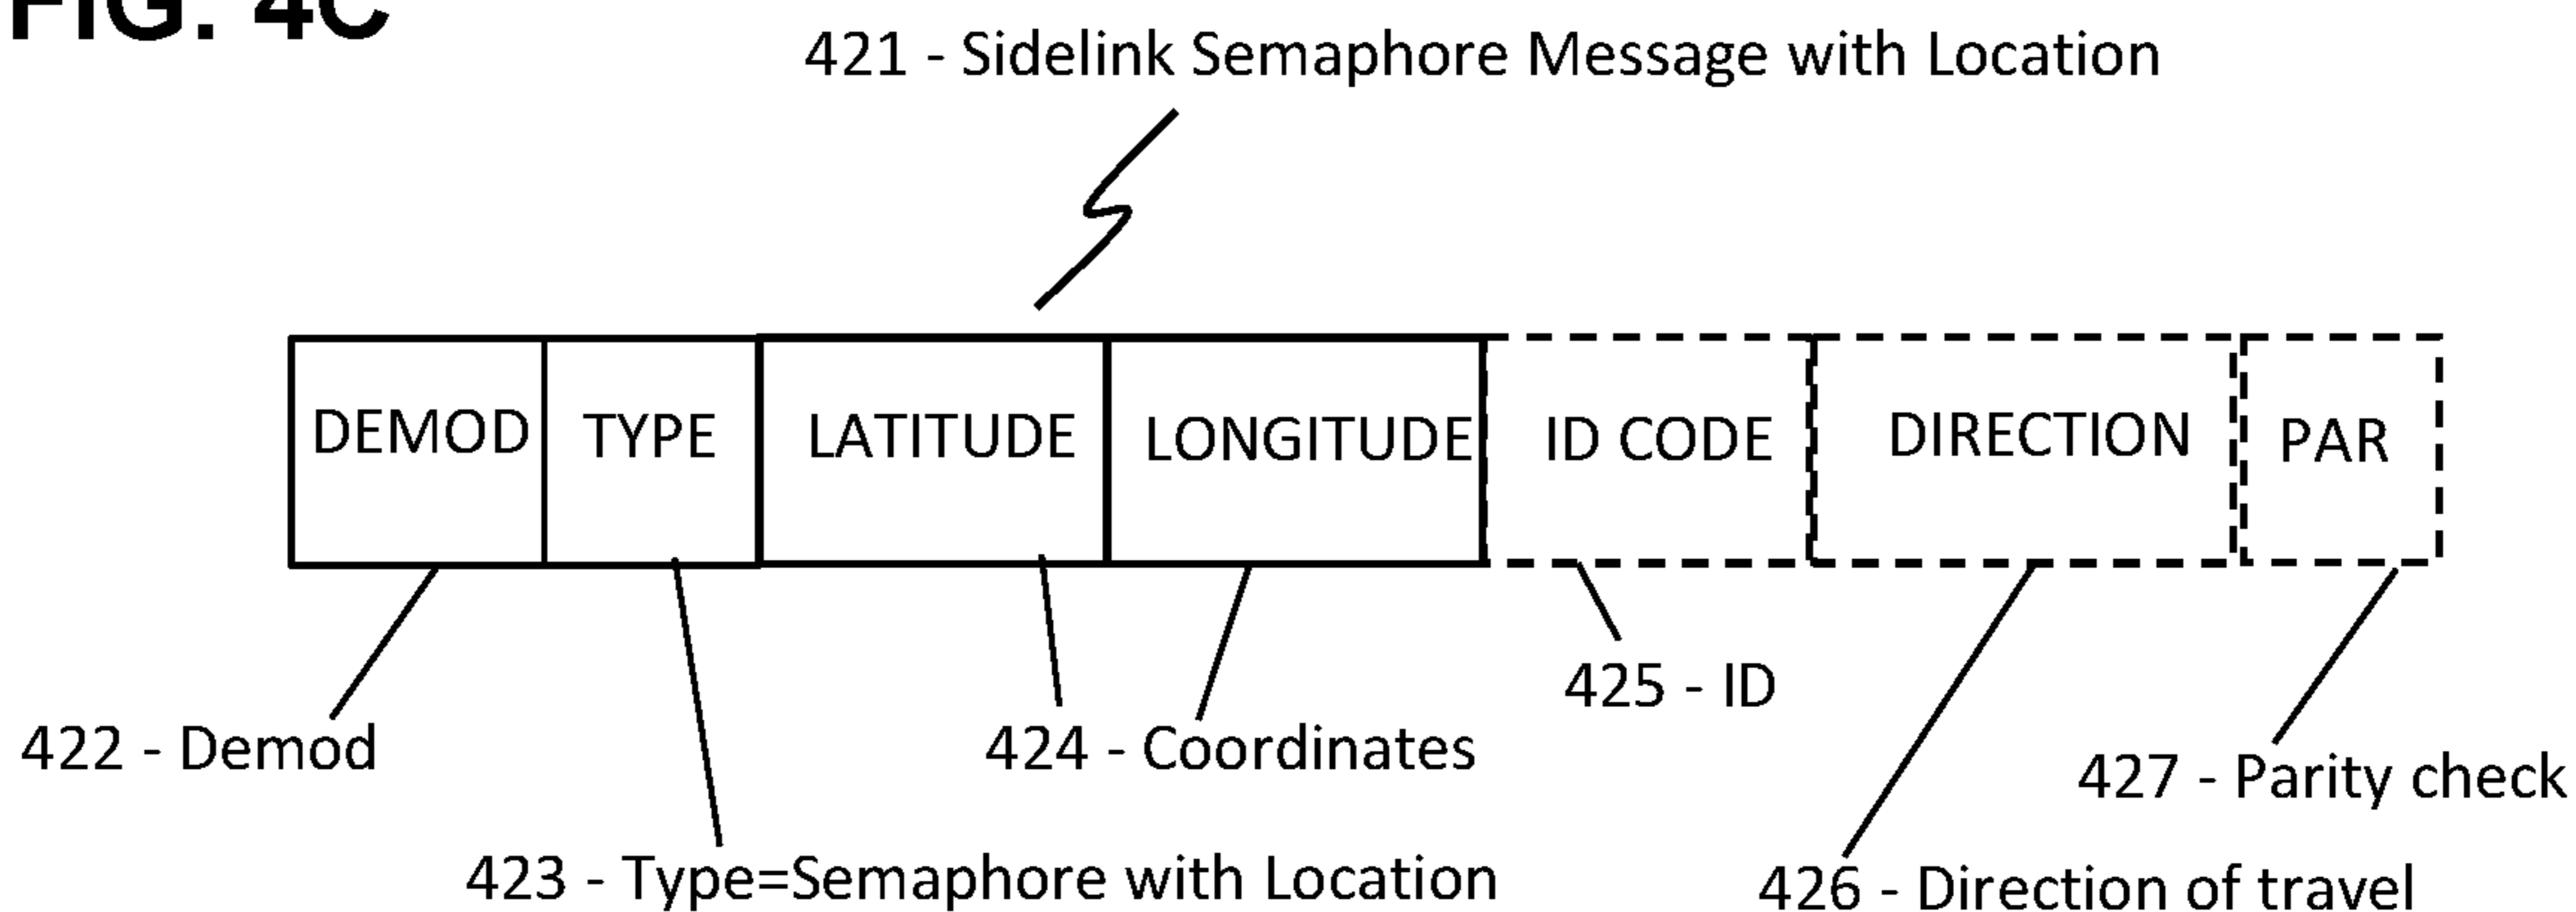 FIG. 4C
421 - Sidelink Semaphore Message with Location
DEMOD TYPE LATITUDE LONGITUDE ID CODE DIRECTION PAR
422 - Demod
423 - Type=Semaphore with Location
424 - Coordinates
425 - ID
426 - Direction of travel
427 - Parity check